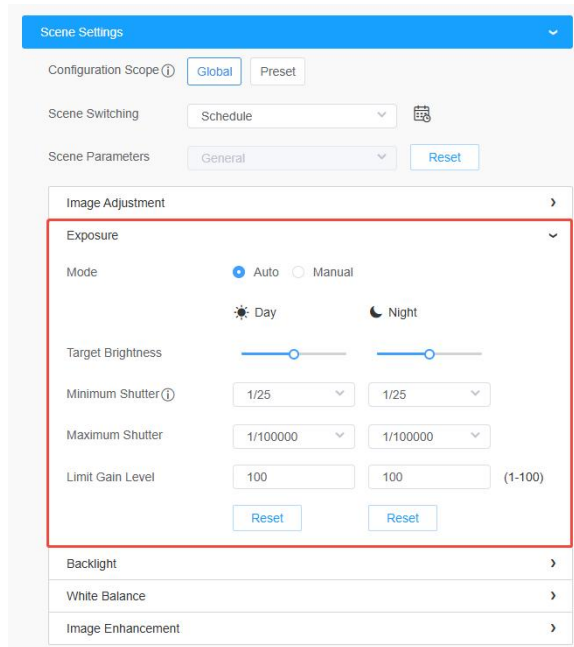 Scene Settings
Configuration Scope Global Preset
Scene Switching Schedule
Scene Parameters General Reset
Image Adjustment
Exposure
Mode Auto Manual
Day Night
Target Brightness
Minimum Shutter 1/25 1/25
Maximum Shutter 1/100000 1/100000
Limit Gain Level 100 100 (1-100)
Reset Reset
Backlight
White Balance
Image Enhancement